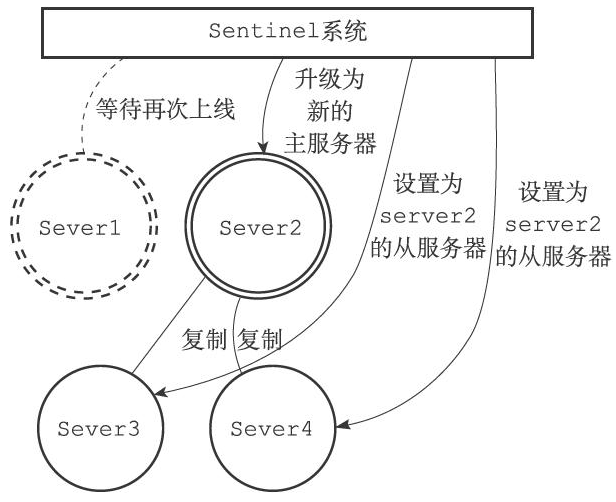 Sentinel系统
等待再次上线
升级为
新的
主服务器
设置为
server2
的从服务器
设置为
server2
的从服务器
Sever1
Sever2
复制
复制
Sever3
Sever4